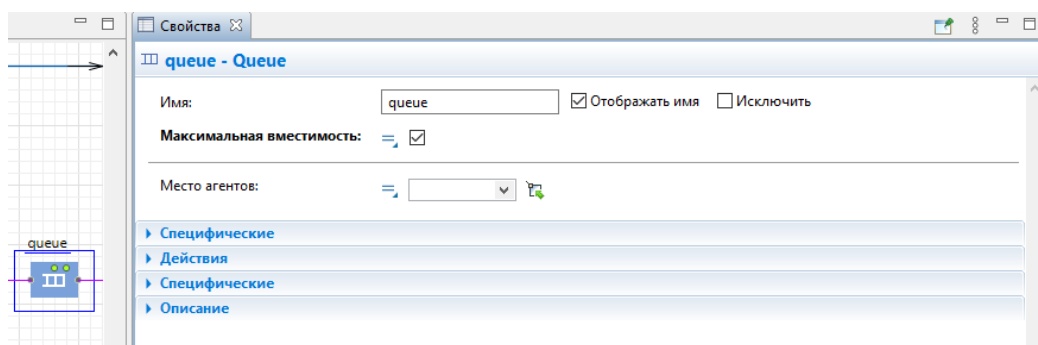 Свойства
queue - Queue
Имя: queue Отображать имя Исключить
Максимальная вместимость:
Место агентов:
Специфические
Действия
Специфические
Описание
queue